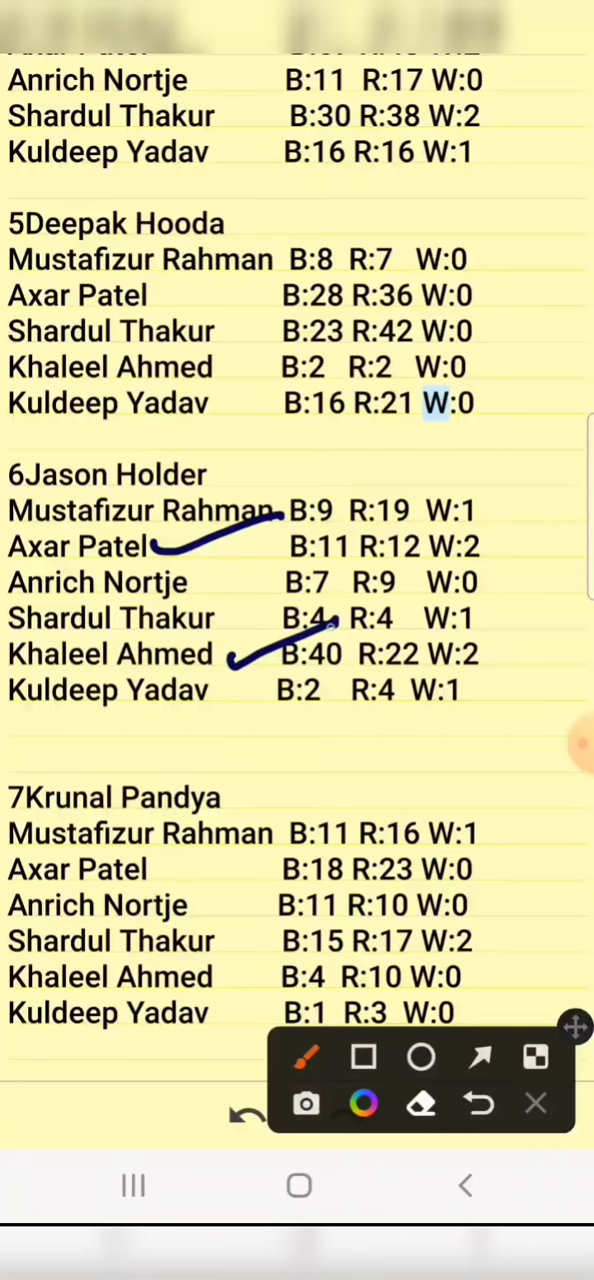 Anrich Nortje B:11 R:17 W:0
Shardul Thakur B:30 R:38 W:2
Kuldeep Yadav B:16 R:16 W:1
5Deepak Hooda
Mustafizur Rahman B:8 R:7 W:0
Axar Patel B:28 R:36 W:0
Shardul Thakur B:23 R:42 W:0
Khaleel Ahmed B:2 R:2 W:0
Kuldeep Yadav B:16 R:21 W:0
6Jason Holder
Mustafizur Rahman B:9 R:19 W:1
Axar Patel B:11 R:12 W:2
Anrich Nortje B:7 R:9 W:0
Shardul Thakur B:4 R:4 W:1
Khaleel Ahmed B:40 R:22 W:2
Kuldeep Yadav B:2 R:4 W:1
7Krunal Pandya
Mustafizur Rahman B:11 R:16 W:1
Axar Patel B:18 R:23 W:0
Anrich Nortje B:11 R:10 W:0
Shardul Thakur B:15 R:17 W:2
Khaleel Ahmed B:4 R:10 W:0
Kuldeep Yadav B:1 R:3 W:0